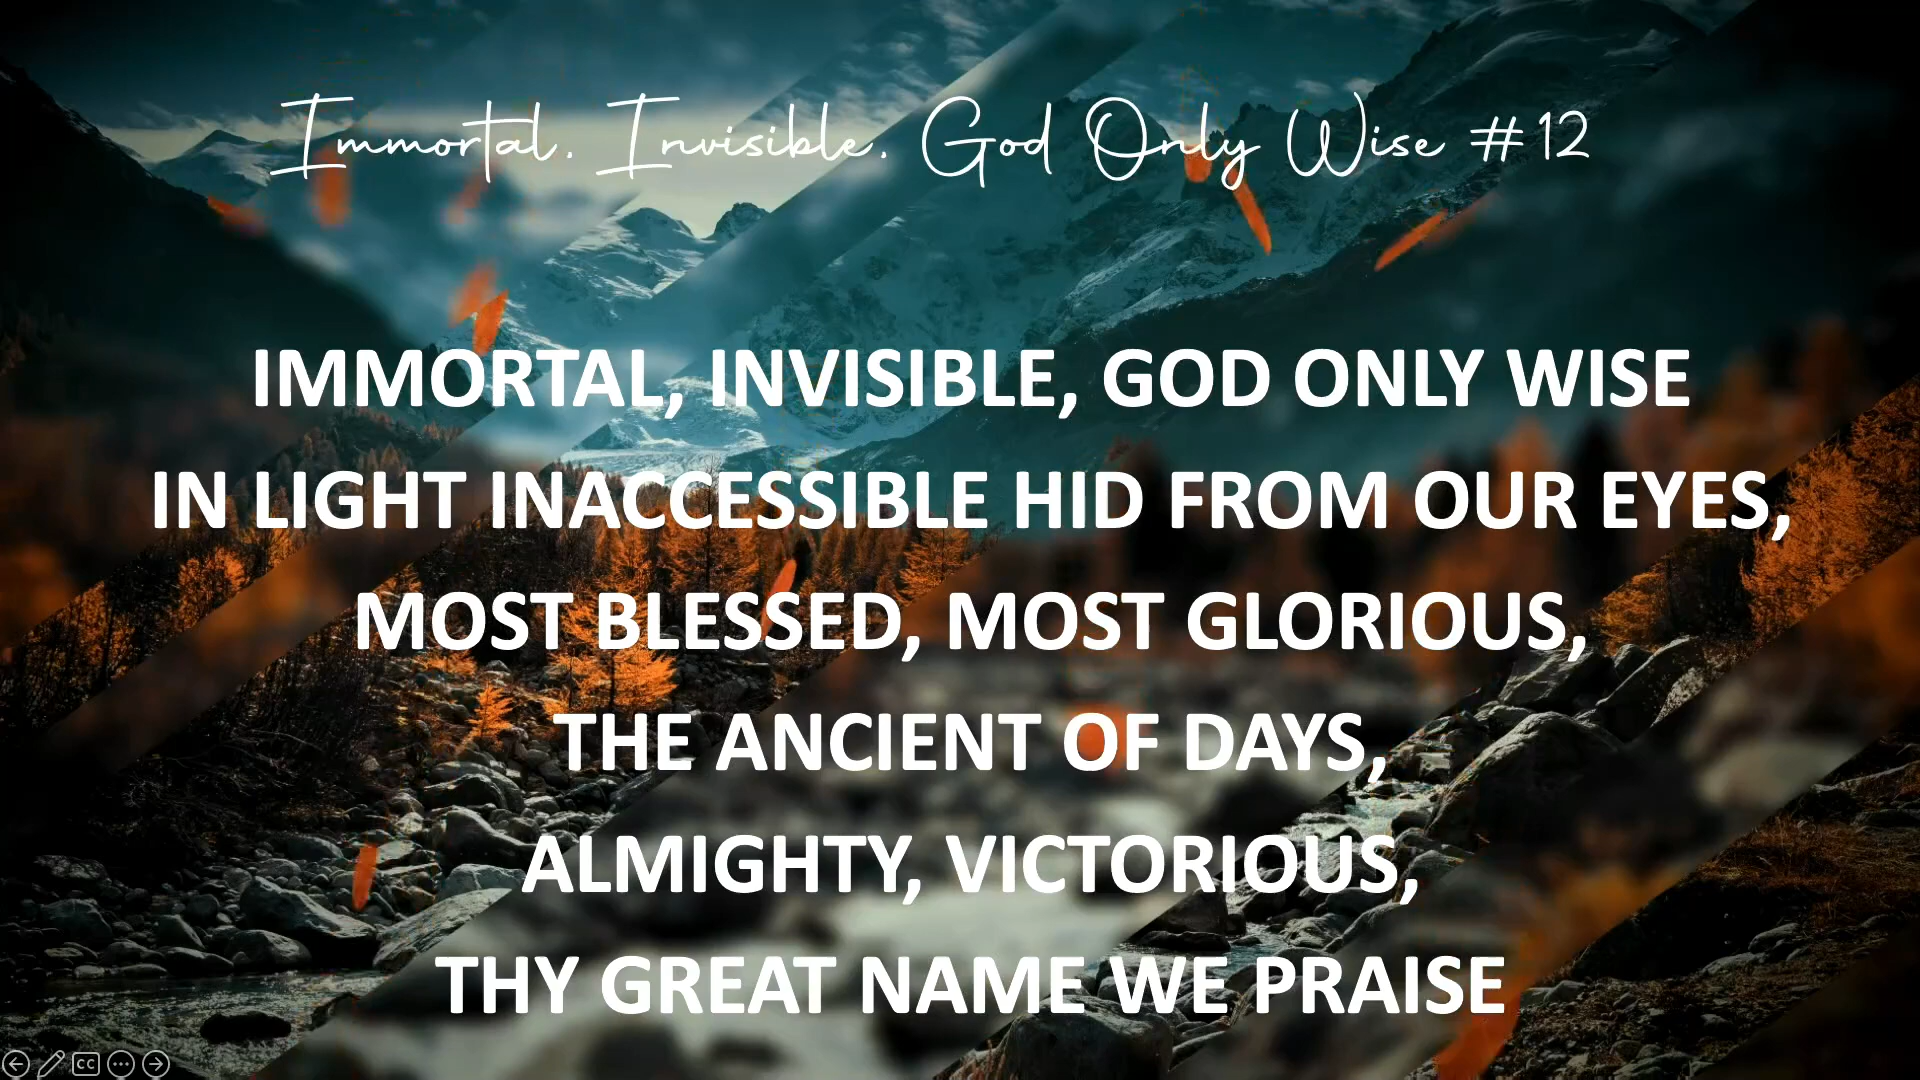 Immortal, Invisible, God Only Wise #12
IMMORTAL, INVISIBLE, GOD ONLY WISE
IN LIGHT INACCESSIBLE HID FROM OUR EYES,
MOST BLESSED, MOST GLORIOUS,
THE ANCIENT OF DAYS,
ALMIGHTY, VICTORIOUS,
THY GREAT NAME WE PRAISE
CC